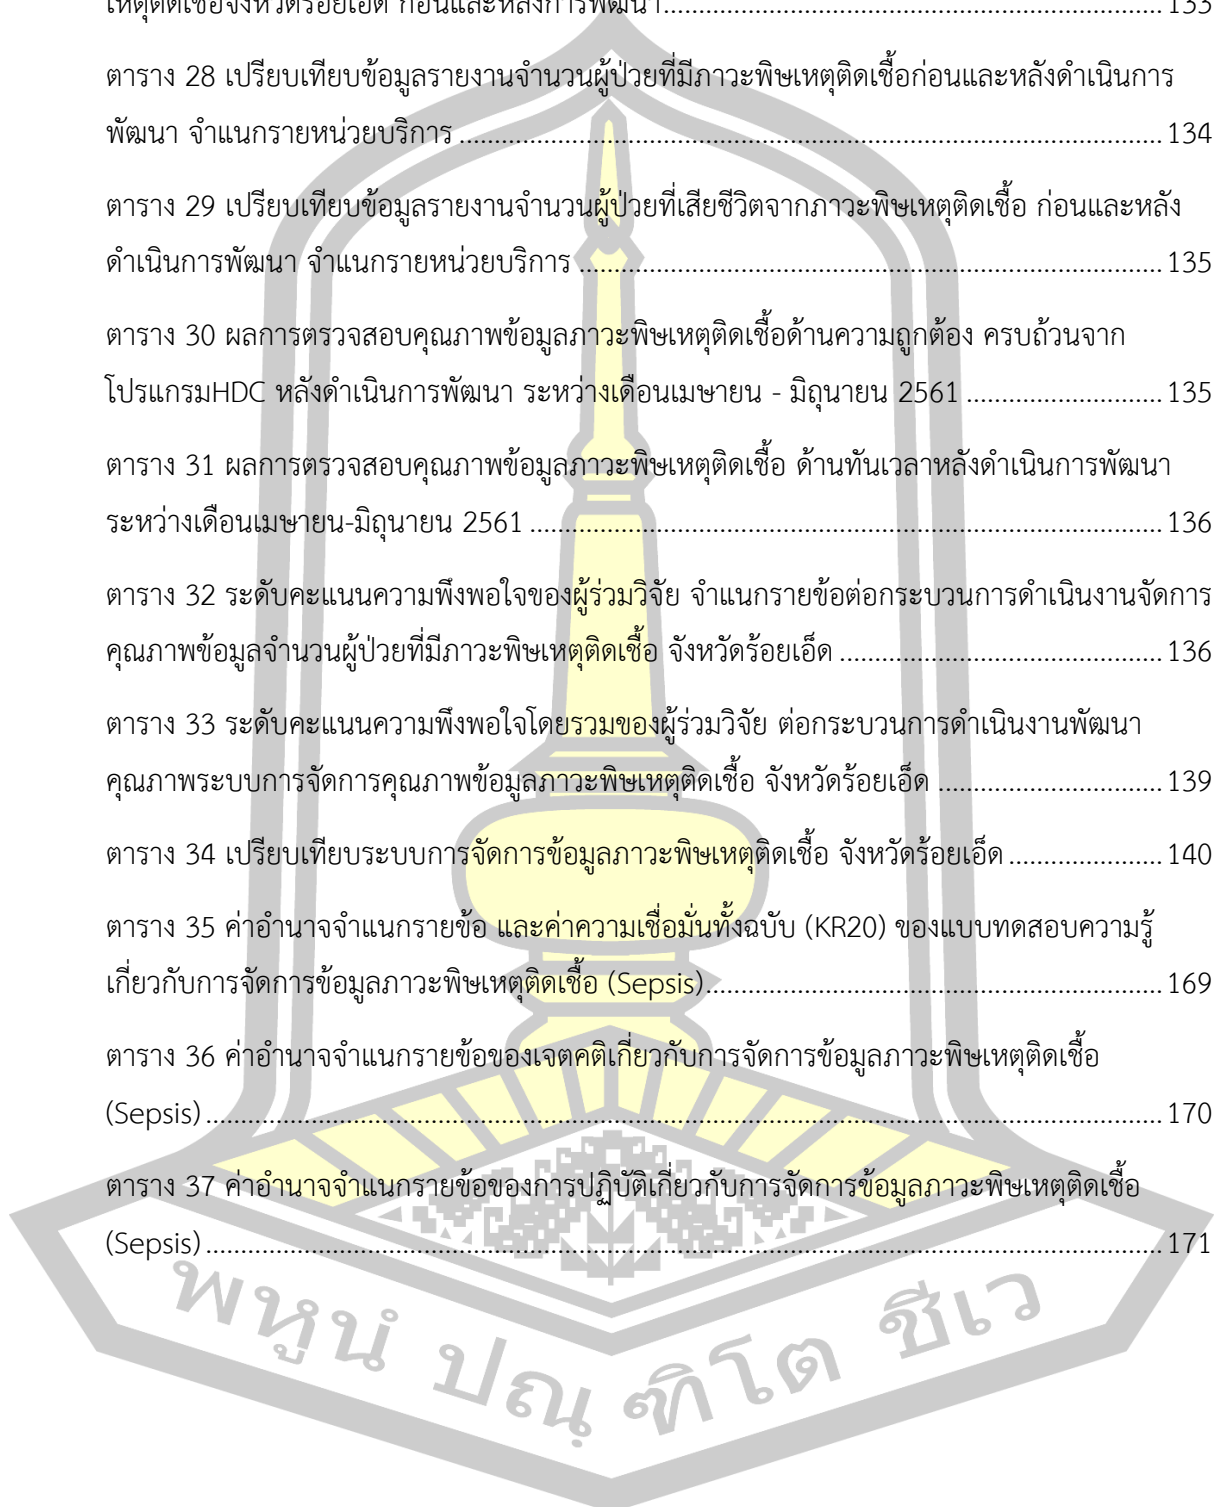 เหตุติดเชื้อจังหวัดร้อยเอ็ด ก่อนและหลังการพัฒนา ........................................................... 133
ตาราง 28 เปรียบเทียบข้อมูลรายงานจำนวนผู้ป่วยที่มีภาวะพิษเหตุติดเชื้อก่อนและหลังดำเนินการ
พัฒนา จำแนกรายหน่วยบริการ ........................................................... 134
ตาราง 29 เปรียบเทียบข้อมูลรายงานจำนวนผู้ป่วยที่เสียชีวิตจากภาวะพิษเหตุติดเชื้อ ก่อนและหลัง
ดำเนินการพัฒนา จำแนกรายหน่วยบริการ ........................................................... 135
ตาราง 30 ผลการตรวจสอบคุณภาพข้อมูลภาวะพิษเหตุติดเชื้อด้านความถูกต้อง ครบถ้วนจาก
โปรแกรมHDC หลังดำเนินการพัฒนา ระหว่างเดือนเมษายน - มิถุนายน 2561 ............................ 135
ตาราง 31 ผลการตรวจสอบคุณภาพข้อมูลภาวะพิษเหตุติดเชื้อ ด้านทันเวลาหลังดำเนินการพัฒนา
ระหว่างเดือนเมษายน-มิถุนายน 2561 ........................................................... 136
ตาราง 32 ระดับคะแนนความพึงพอใจของผู้ร่วมวิจัย จำแนกรายข้อต่อกระบวนการดำเนินงานจัดการ
คุณภาพข้อมูลจำนวนผู้ป่วยที่มีภาวะพิษเหตุติดเชื้อ จังหวัดร้อยเอ็ด ............................................ 136
ตาราง 33 ระดับคะแนนความพึงพอใจโดยรวมของผู้ร่วมวิจัย ต่อกระบวนการดำเนินงานพัฒนา
คุณภาพระบบการจัดการคุณภาพข้อมูลภาวะพิษเหตุติดเชื้อ จังหวัดร้อยเอ็ด ................................ 139
ตาราง 34 เปรียบเทียบระบบการจัดการข้อมูลภาวะพิษเหตุติดเชื้อ จังหวัดร้อยเอ็ด ...................... 140
ตาราง 35 ค่าอำนาจจำแนกรายข้อ และค่าความเชื่อมั่นทั้งฉบับ (KR20) ของแบบทดสอบความรู้
เกี่ยวกับการจัดการข้อมูลภาวะพิษเหตุติดเชื้อ (Sepsis) ........................................................... 169
ตาราง 36 ค่าอำนาจจำแนกรายข้อของเจตคติเกี่ยวกับการจัดการข้อมูลภาวะพิษเหตุติดเชื้อ
(Sepsis) ........................................................... 170
ตาราง 37 ค่าอำนาจจำแนกรายข้อของการปฏิบัติเกี่ยวกับการจัดการข้อมูลภาวะพิษเหตุติดเชื้อ
(Sepsis) ........................................................... 171
พหูนํ ปณฺฑิโต ชีเว